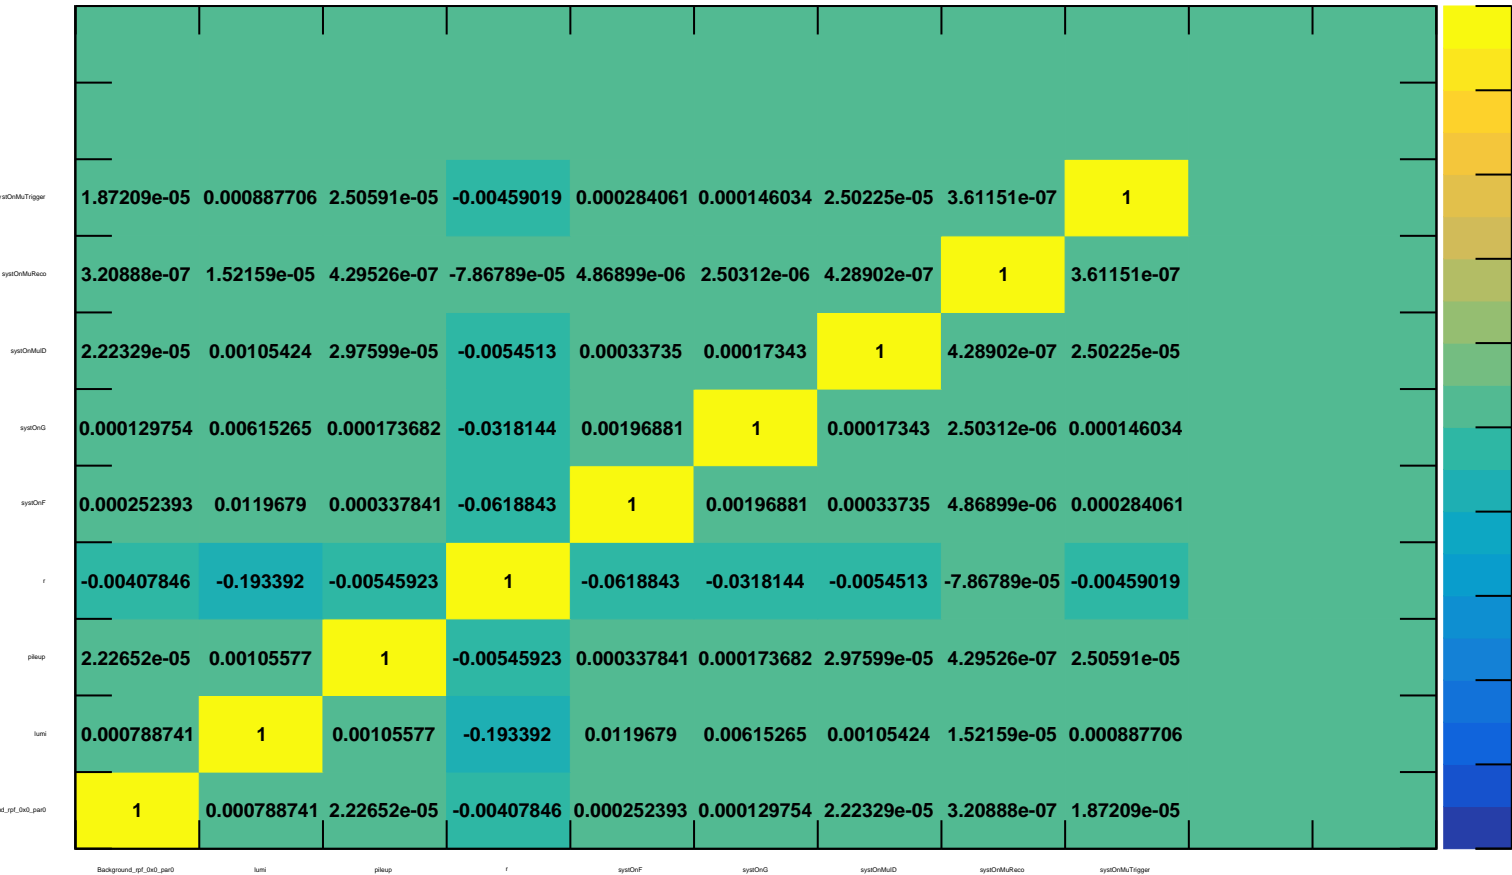 stOnMuTrigger 1.87209e-05 0.000887706 2.50591e-05 -0.00459019 0.000284061 0.000146034 2.50225e-05 3.61151e-07 1
systOnMuReco 3.20888e-07 1.52159e-05 4.29526e-07 -7.86789e-05 4.86899e-06 2.50312e-06 4.28902e-07 1 3.61151e-07
systOnMuID 2.22329e-05 0.00105424 2.97599e-05 -0.0054513 0.00033735 0.00017343 1 4.28902e-07 2.50225e-05
systOnG 0.000129754 0.00615265 0.000173682 -0.0318144 0.00196881 1 0.00017343 2.50312e-06 0.000146034
systOnF 0.000252393 0.0119679 0.000337841 -0.0618843 1 0.00196881 0.00033735 4.86899e-06 0.000284061
r -0.00407846 -0.193392 -0.00545923 1 -0.0618843 -0.0318144 -0.0054513 -7.86789e-05 -0.00459019
pileup 2.22652e-05 0.00105577 1 -0.00545923 0.000337841 0.000173682 2.97599e-05 4.29526e-07 2.50591e-05
lumi 0.000788741 1 0.00105577 -0.193392 0.0119679 0.00615265 0.00105424 1.52159e-05 0.000887706
d_rpf_0x0_par0 1 0.000788741 2.22652e-05 -0.00407846 0.000252393 0.000129754 2.22329e-05 3.20888e-07 1.87209e-05
Background_rpf_0x0_par0 lumi pileup r systOnF systOnG systOnMuID systOnMuReco systOnMuTrigger